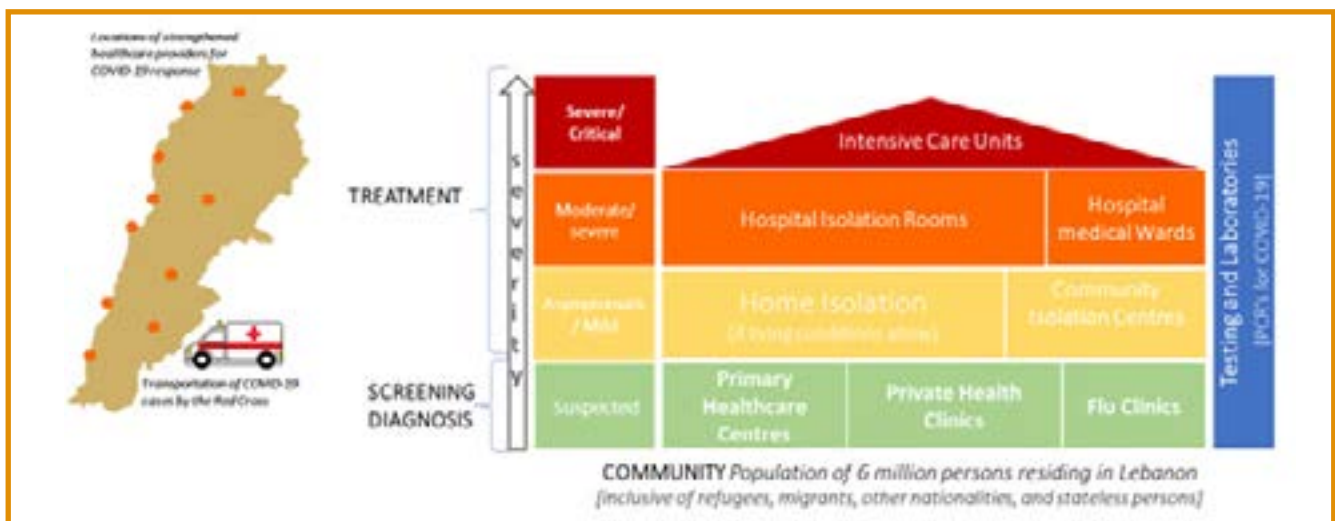 Locations of strengthened
healthcare providers for
COVID-19 response
Transportation of COVID-19
cases by the Red Cross
TREATMENT
SCREENING
DIAGNOSIS
severity
Severe/
Critical
Intensive Care Units
Moderate/
severe
Hospital Isolation Rooms
Hospital
medical Wards
Asymptomatic
/ Mild
Home Isolation
(if living conditions allow)
Community
Isolation Centres
Suspected
Primary
Healthcare
Centres
Private Health
Clinics
Flu Clinics
Testing and Laboratories
[PCR's for COVID-19]
COMMUNITY Population of 6 million persons residing in Lebanon
[inclusive of refugees, migrants, other nationalities, and stateless persons]